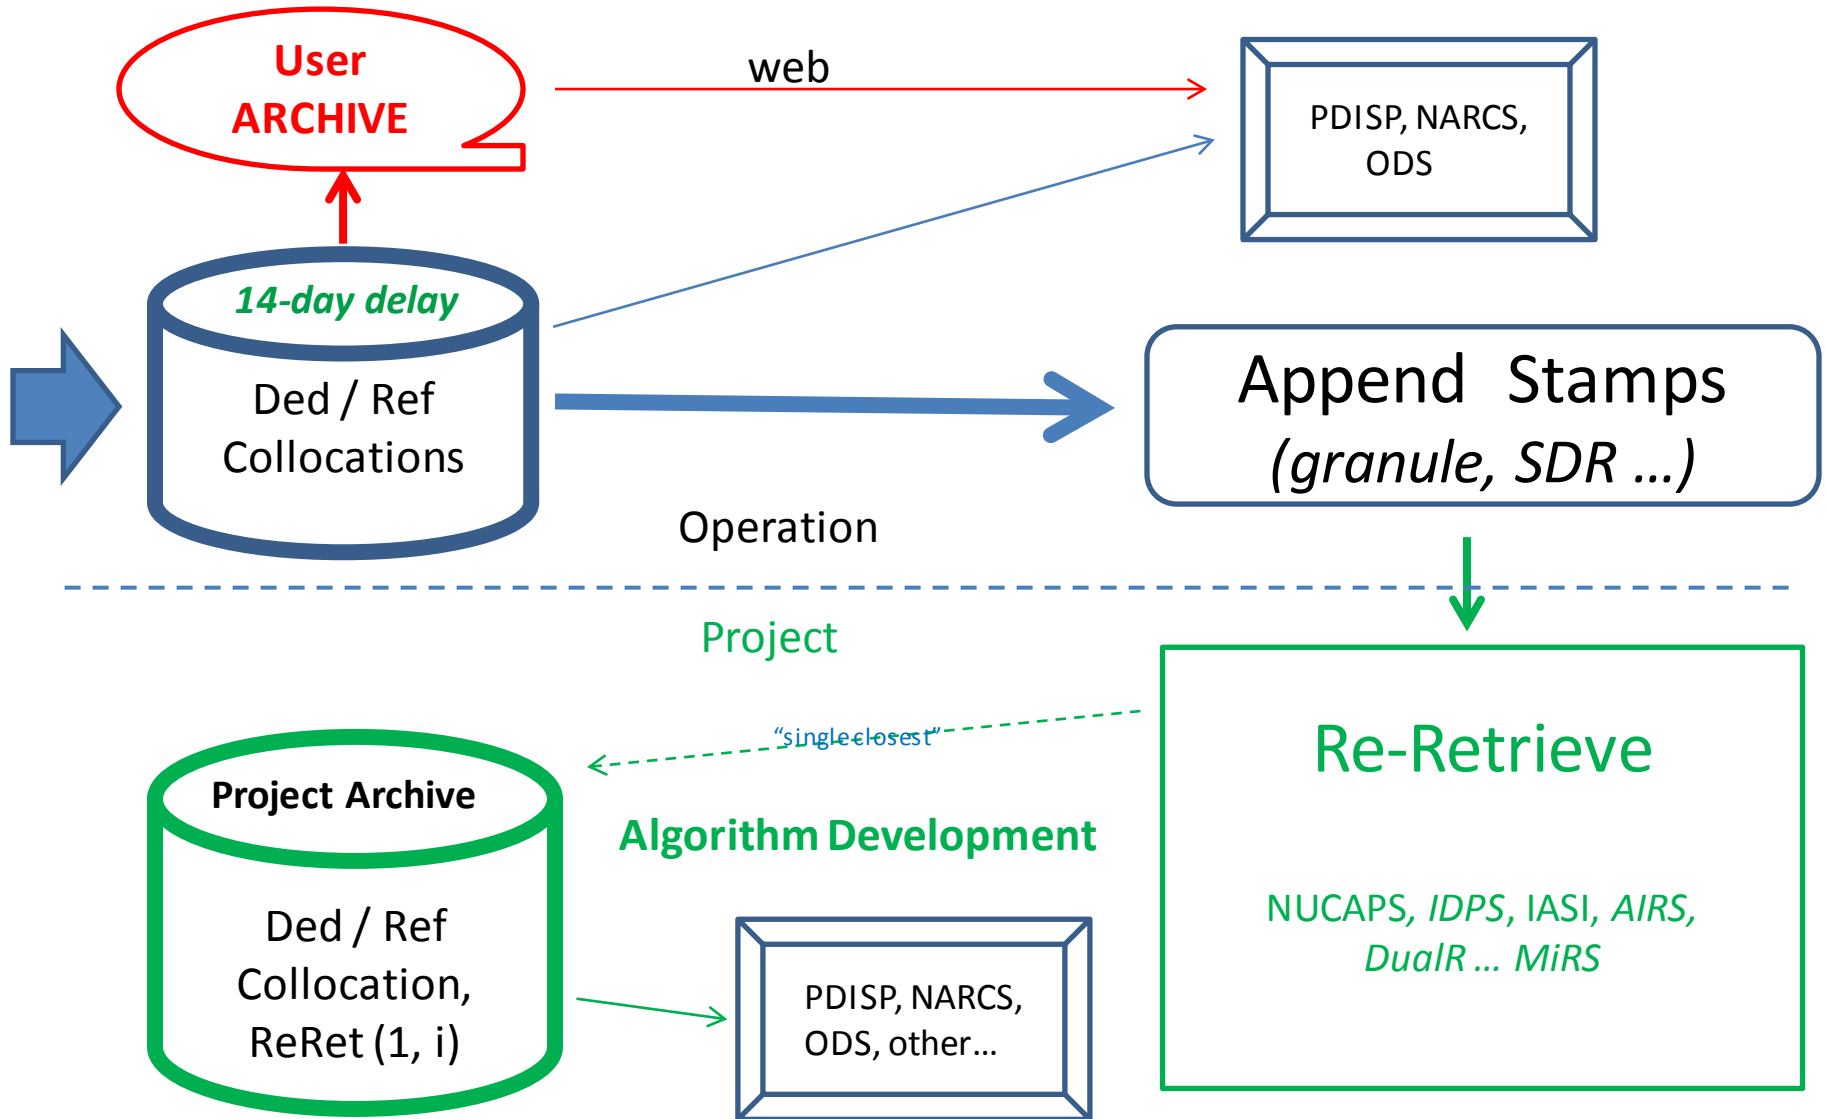 User
ARCHIVE
web
PDISP, NARCS,
ODS
14-day delay
Ded / Ref
Collocations
Append Stamps
(granule, SDR ...)
Operation
Project
“single closest”
Re-Retrieve
Project Archive
Algorithm Development
NUCAPS, IDPS, IASI, AIRS,
DualR ... MiRS
Ded / Ref
Collocation,
ReRet (1, i)
PDISP, NARCS,
ODS, other...